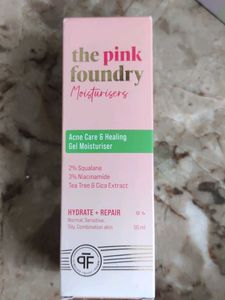 the pink
foundry
Moisturisers
Acne Care & Healing
Gel Moisturiser
2% Squalane
3% Niacinamide
Tea Tree & Cica Extract
HYDRATE + REPAIR
Normal, Sensitive,
Oily, Combination skin
50 ml